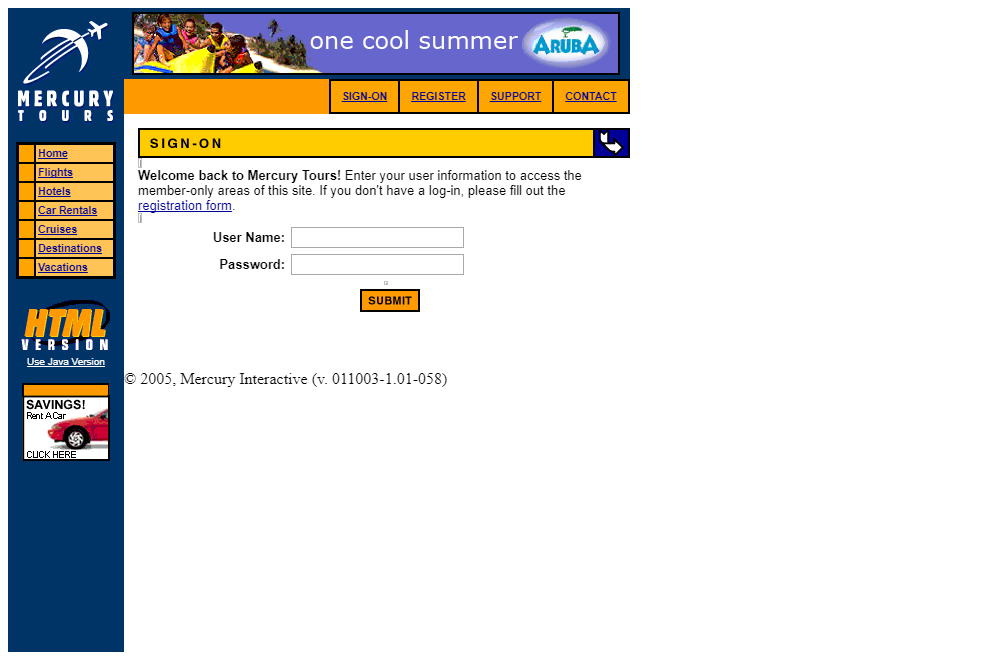 one cool summer ARUBA
MERCURY
TOURS
SIGN-ON REGISTER SUPPORT CONTACT
SIGN-ON
Home
Flights
Hotels
Car Rentals
Cruises
Destinations
Vacations
Welcome back to Mercury Tours! Enter your user information to access the
member-only areas of this site. If you don't have a log-in, please fill out the
registration form.
User Name:
Password:
SUBMIT
HTML
VERSION
Use Java Version
© 2005, Mercury Interactive (v. 011003-1.01-058)
SAVINGS!
Rent A Car
CLICK HERE